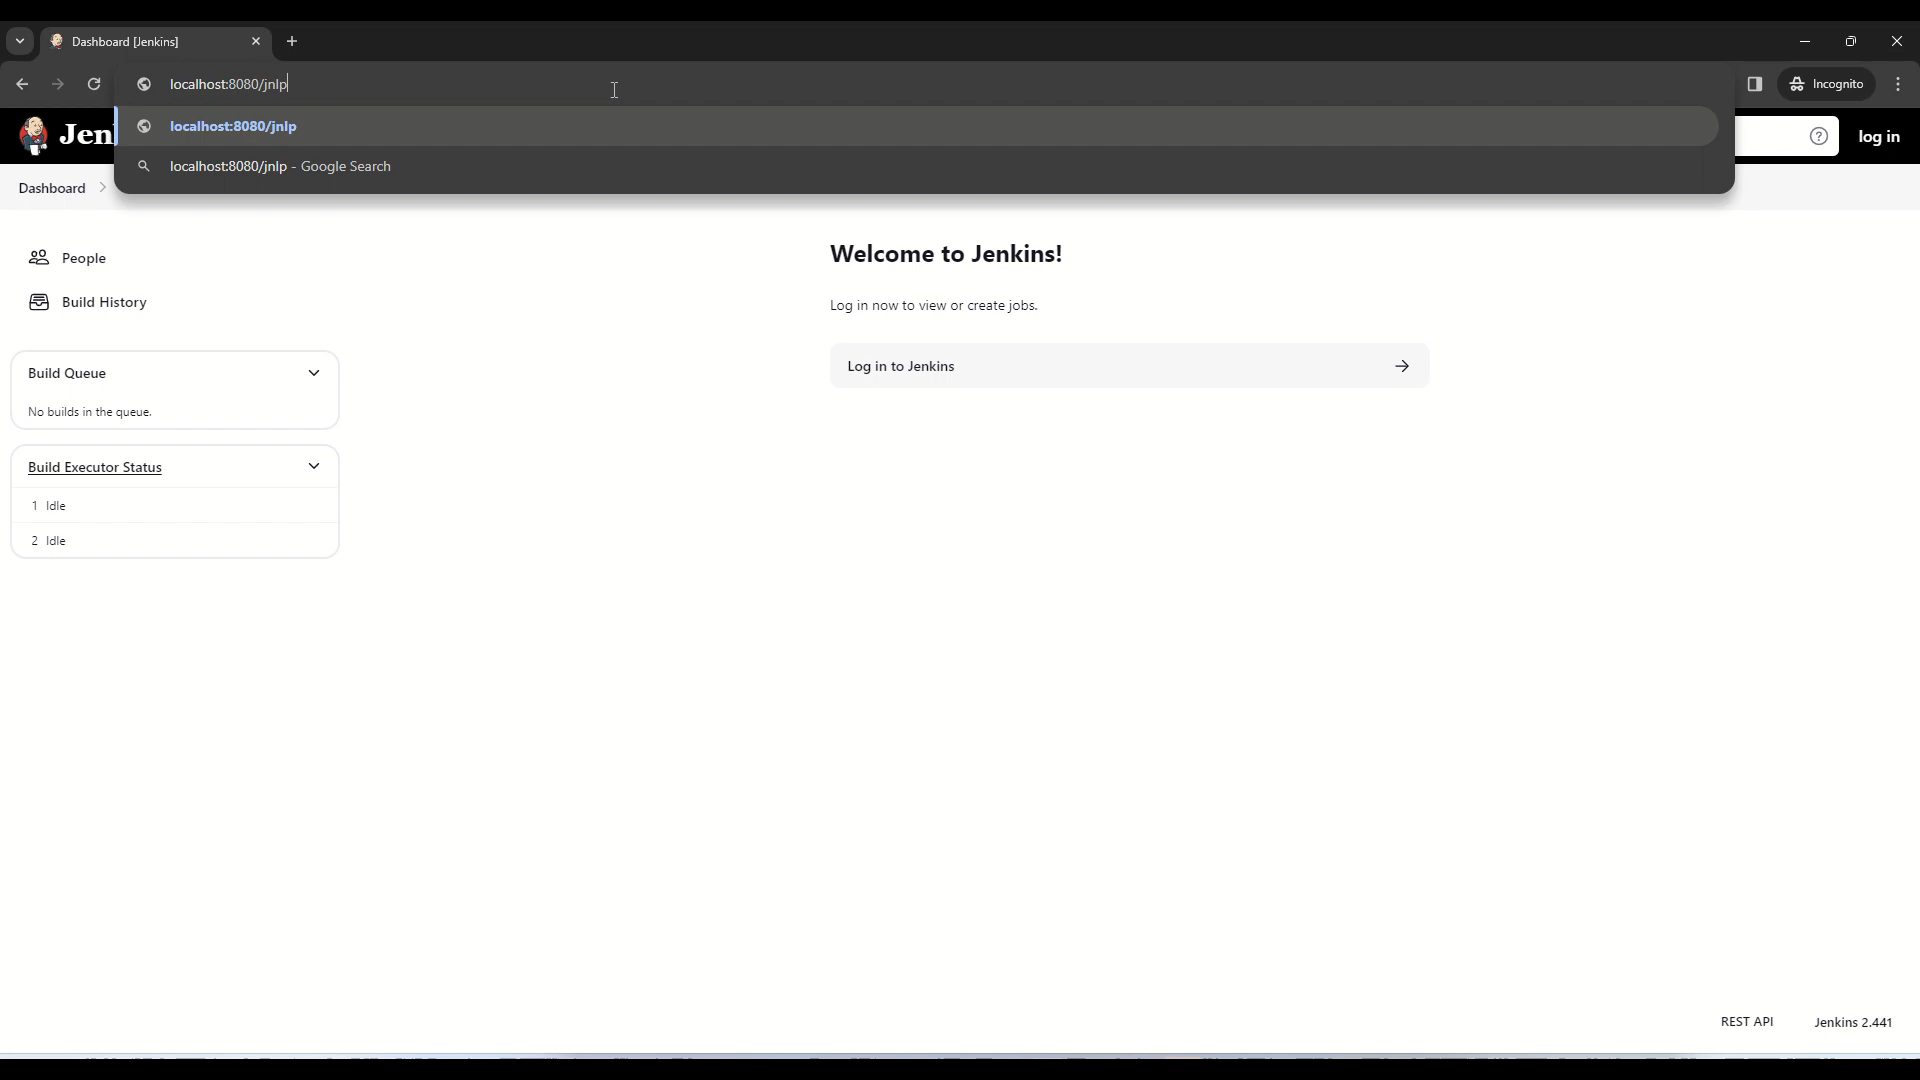 Dashboard [Jenkins]
localhost:8080/jnlp
Incognito
localhost:8080/jnlp
localhost:8080/jnlp - Google Search
Jen
log in
Dashboard
People
Build History
Welcome to Jenkins!
Log in now to view or create jobs.
Log in to Jenkins
Build Queue
No builds in the queue.
Build Executor Status
1 Idle
2 Idle
REST API
Jenkins 2.441